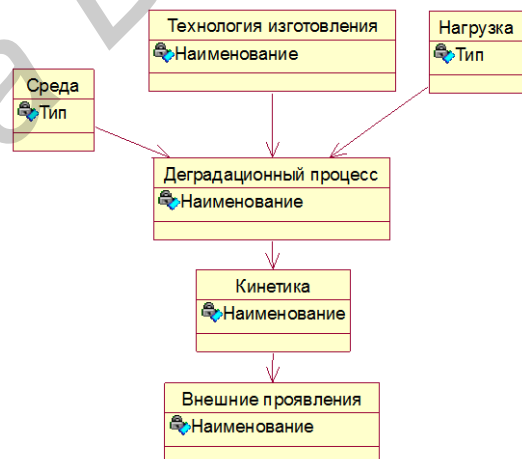 Технология изготовления
Наименование
Нагрузка
Тип
Среда
Тип
Деградационный процесс
Наименование
Кинетика
Наименование
Внешние проявления
Наименование